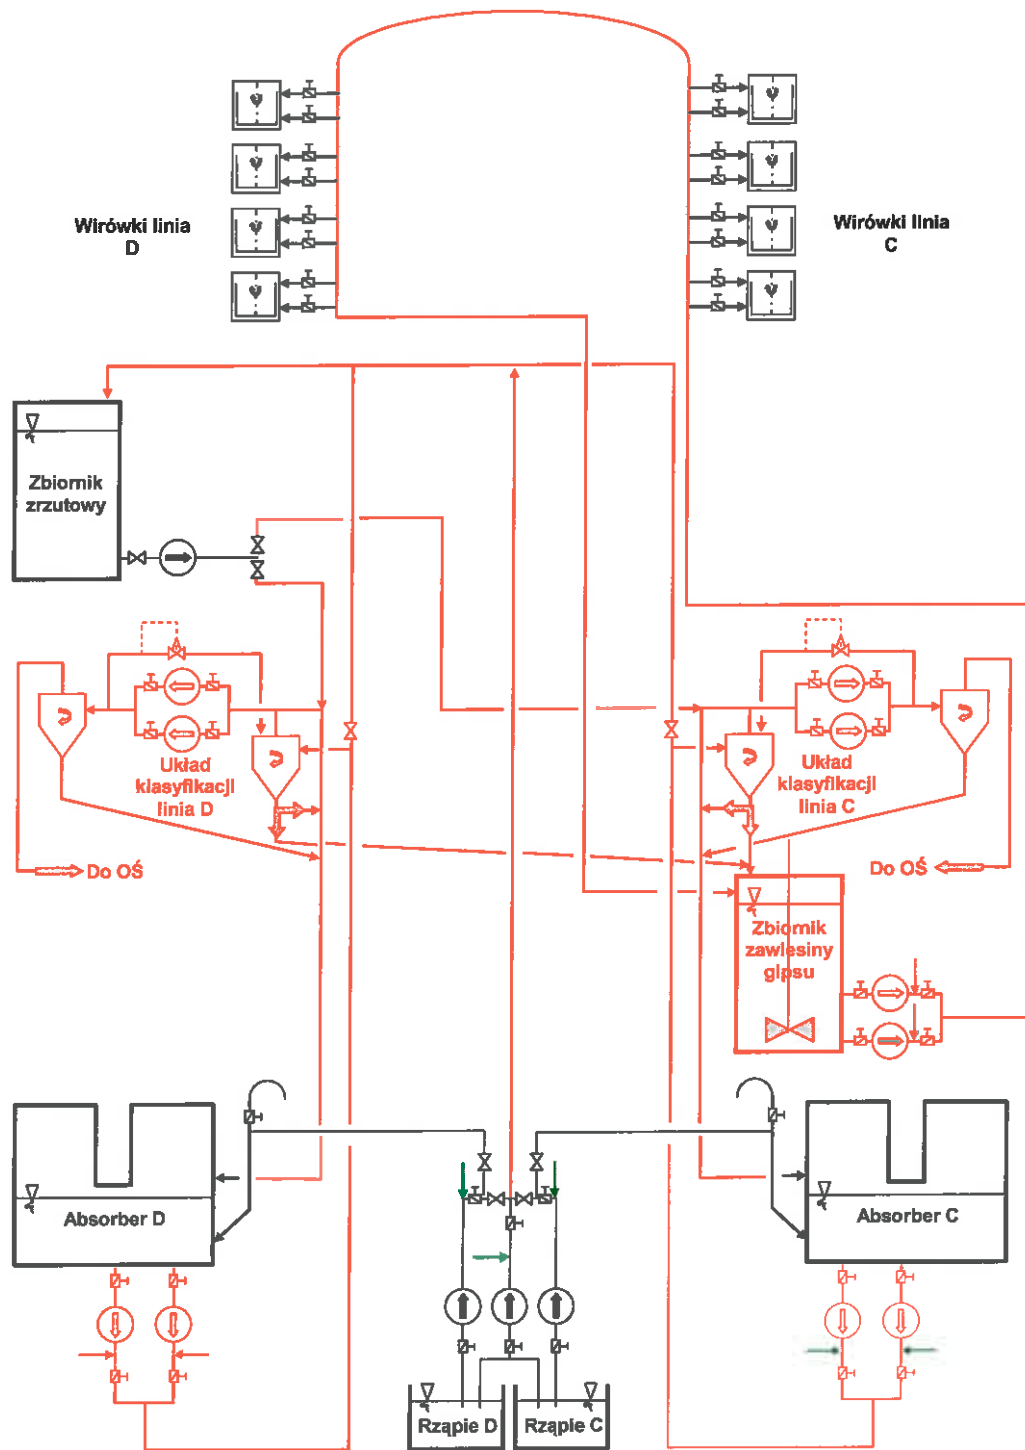 Wirówki linia
D
Wirówki linia
C
Zbiornik
zrzutowy
Układ
klasyfikacji
linia D
Układ
klasyfikacji
linia C
Do OŚ
Do OŚ
Zbiornik
zawiesiny
gipsu
Absorber D
Absorber C
Rząpie D
Rząpie C